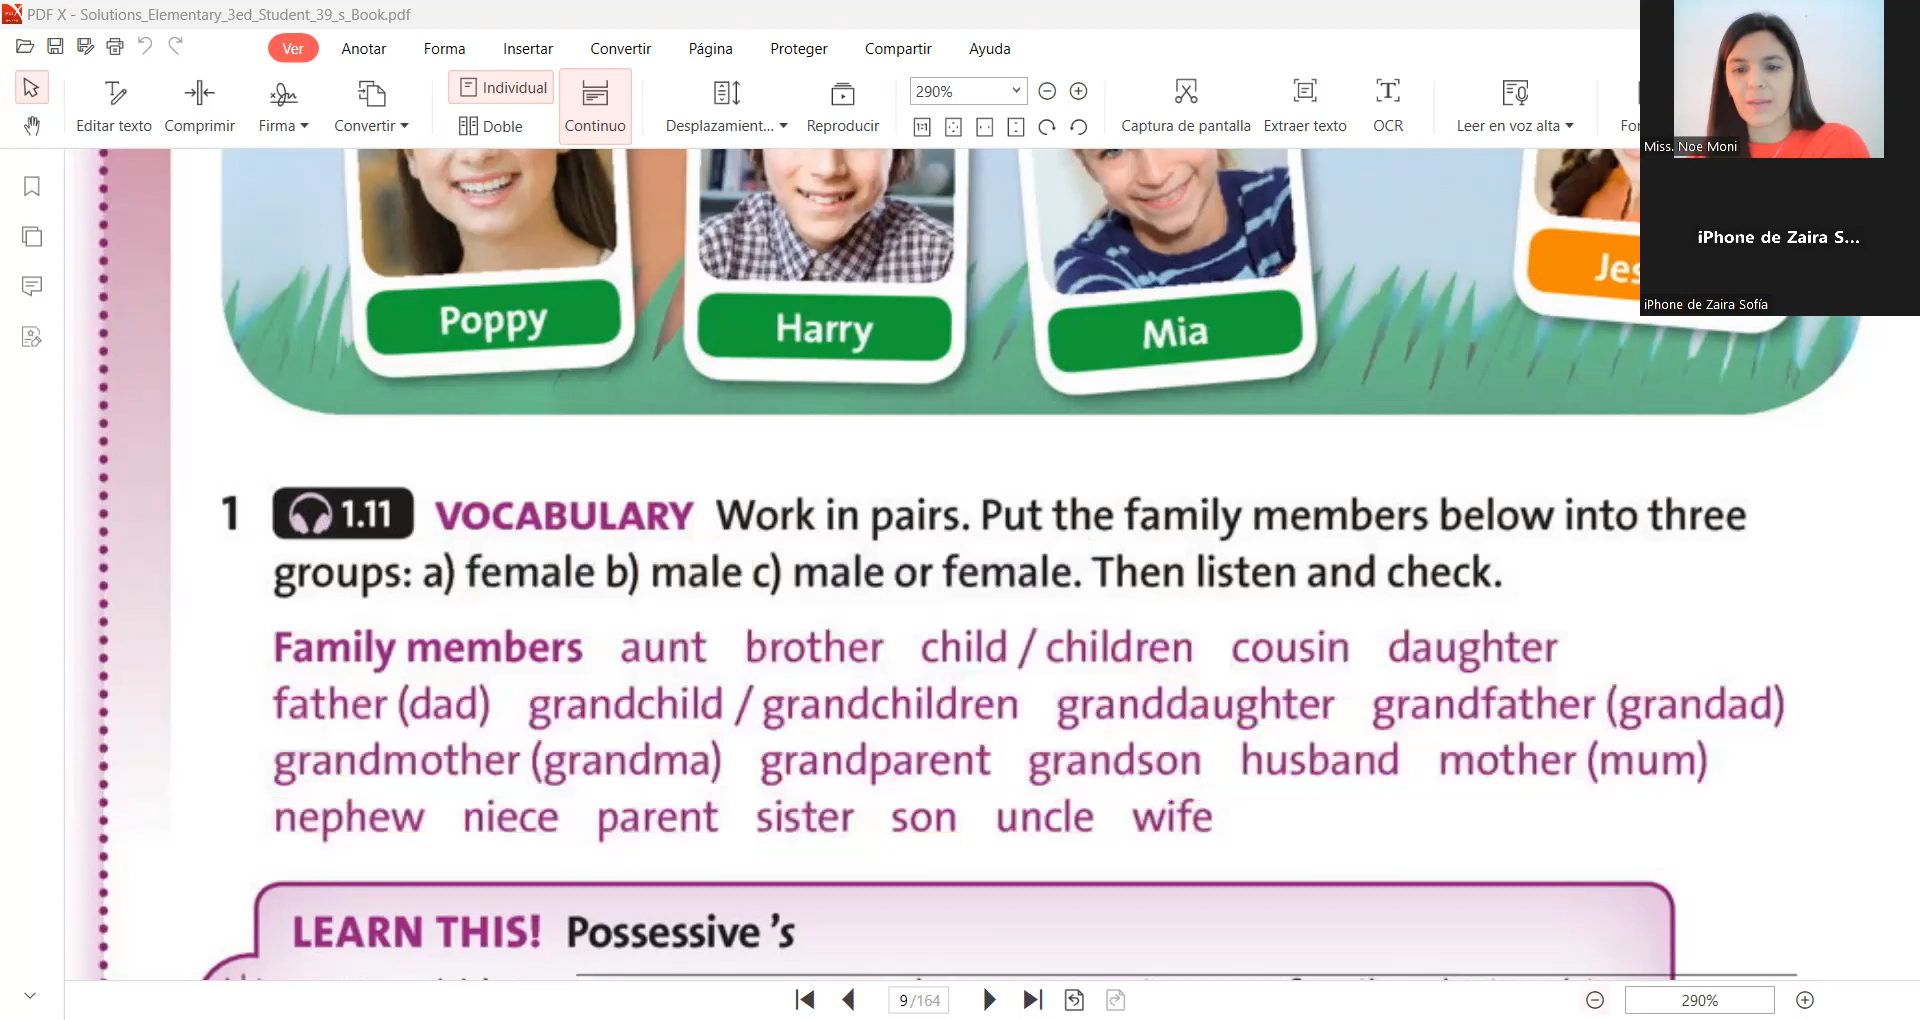 PDF X - Solutions_Elementary_3ed_Student_39_s_Book.pdf
Ver Anotar Forma Insertar Convertir Página Proteger Compartir Ayuda
Editar texto Comprimir Firma Convertir Individual Doble Continuo Desplazamient... Reproducir 290% Captura de pantalla Extraer texto OCR Leer en voz alta
Miss. Noe Moni
iPhone de Zaira S...
iPhone de Zaira Sofía
Poppy Harry Mia
1 1.11 VOCABULARY Work in pairs. Put the family members below into three
groups: a) female b) male c) male or female. Then listen and check.
Family members aunt brother child / children cousin daughter
father (dad) grandchild / grandchildren granddaughter grandfather (grandad)
grandmother (grandma) grandparent grandson husband mother (mum)
nephew niece parent sister son uncle wife
LEARN THIS! Possessive 's
9/164 290%